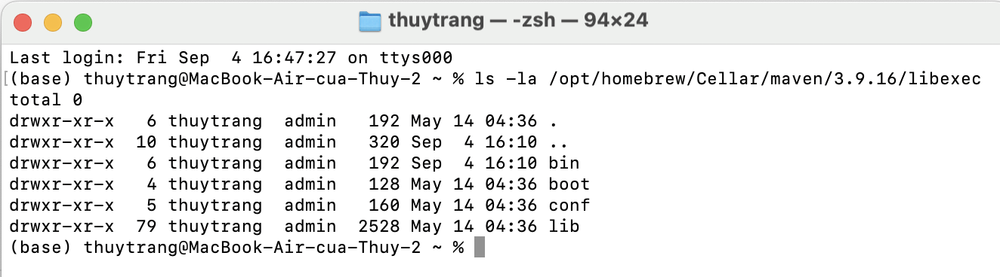 thuytrang — -zsh — 94×24
Last login: Fri Sep  4 16:47:27 on ttys000
[(base) thuytrang@MacBook-Air-cua-Thuy-2 ~ % ls -la /opt/homebrew/Cellar/maven/3.9.16/libexec
total 0
drwxr-xr-x   6 thuytrang  admin   192 May 14 04:36 .
drwxr-xr-x  10 thuytrang  admin   320 Sep  4 16:10 ..
drwxr-xr-x   6 thuytrang  admin   192 Sep  4 16:10 bin
drwxr-xr-x   4 thuytrang  admin   128 May 14 04:36 boot
drwxr-xr-x   5 thuytrang  admin   160 May 14 04:36 conf
drwxr-xr-x  79 thuytrang  admin  2528 May 14 04:36 lib
(base) thuytrang@MacBook-Air-cua-Thuy-2 ~ %